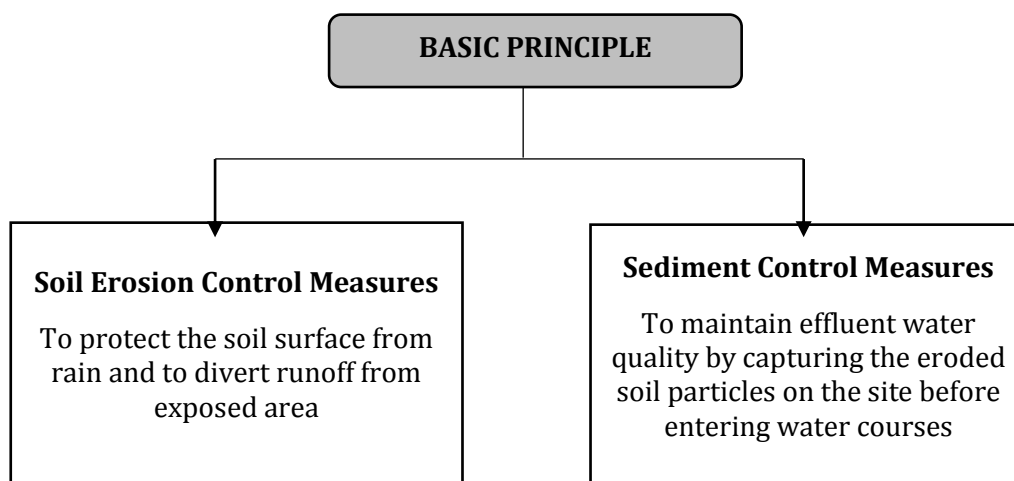 BASIC PRINCIPLE
Soil Erosion Control Measures
To protect the soil surface from
rain and to divert runoff from
exposed area
Sediment Control Measures
To maintain effluent water
quality by capturing the eroded
soil particles on the site before
entering water courses